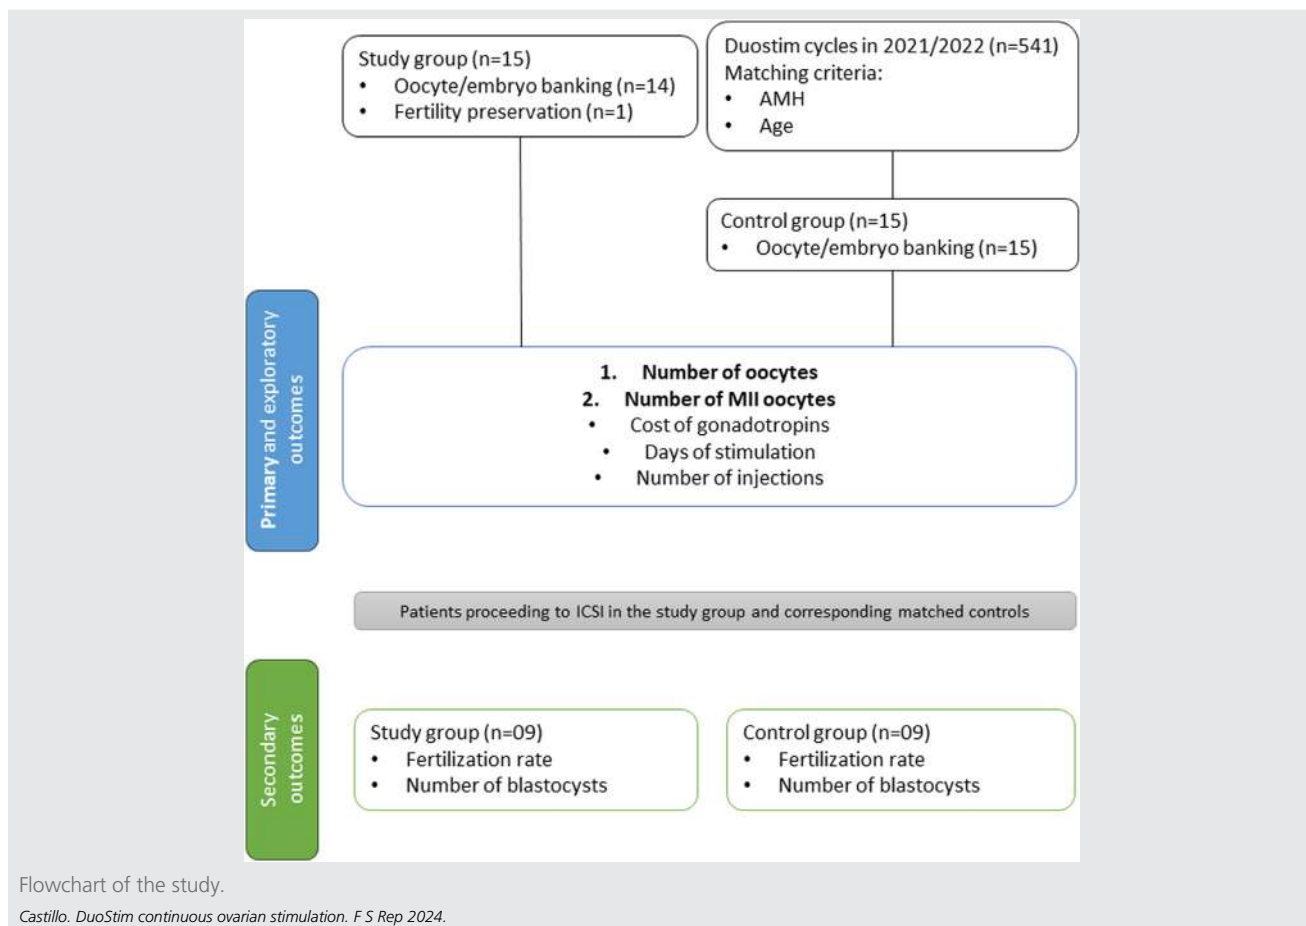 Study group (n=15)
• Oocyte/embryo banking (n=14)
• Fertility preservation (n=1)
Duostim cycles in 2021/2022 (n=541)
Matching criteria:
• AMH
• Age
Control group (n=15)
• Oocyte/embryo banking (n=15)
Primary and exploratory
outcomes
1. Number of oocytes
2. Number of MII oocytes
• Cost of gonadotropins
• Days of stimulation
• Number of injections
Patients proceeding to ICSI in the study group and corresponding matched controls
Secondary
outcomes
Study group (n=09)
• Fertilization rate
• Number of blastocysts
Control group (n=09)
• Fertilization rate
• Number of blastocysts
Flowchart of the study.
Castillo. DuoStim continuous ovarian stimulation. F S Rep 2024.